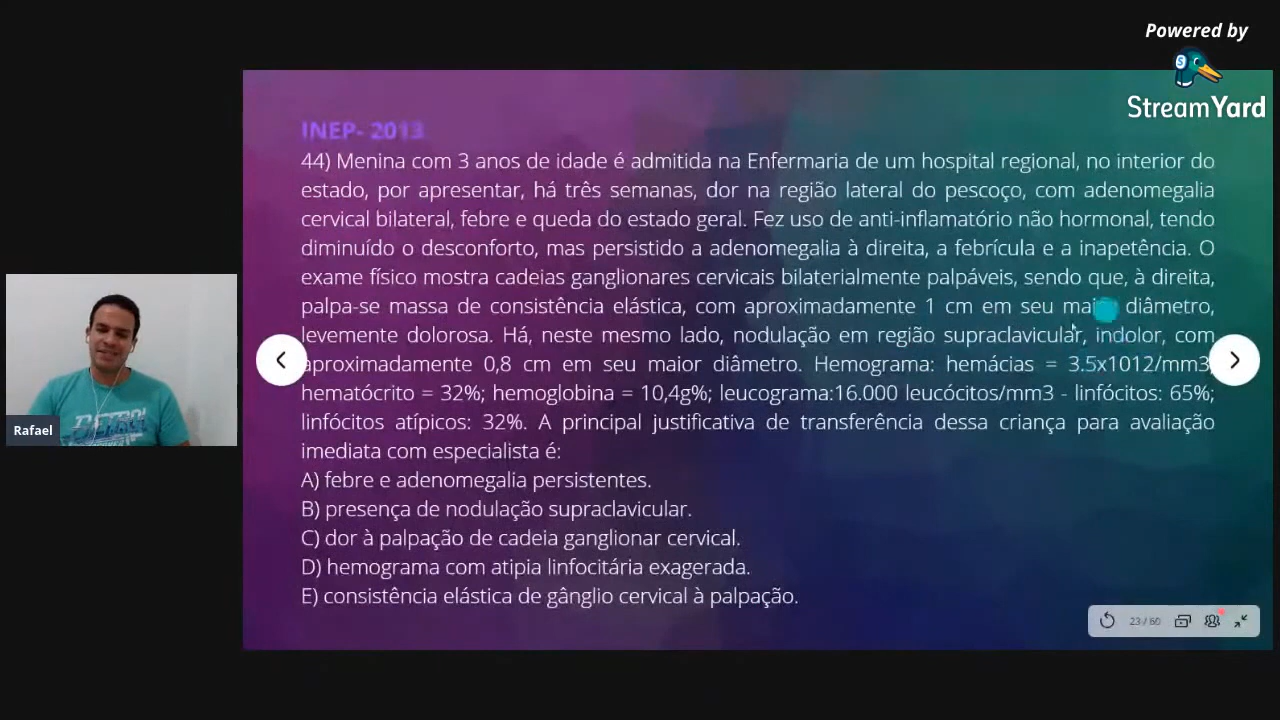 Powered by
StreamYard
INEP- 2013
44) Menina com 3 anos de idade é admitida na Enfermaria de um hospital regional, no interior do
estado, por apresentar, há três semanas, dor na região lateral do pescoço, com adenomegalia
cervical bilateral, febre e queda do estado geral. Fez uso de anti-inflamatório não hormonal, tendo
diminuído o desconforto, mas persistido a adenomegalia à direita, a febrícula e a inapetência. O
exame físico mostra cadeias ganglionares cervicais bilaterialmente palpáveis, sendo que, à direita,
palpa-se massa de consistência elástica, com aproximadamente 1 cm em seu maior diâmetro,
levemente dolorosa. Há, neste mesmo lado, nodulação em região supraclavicular, indolor, com
aproximadamente 0,8 cm em seu maior diâmetro. Hemograma: hemácias = 3.5x1012/mm3
hematócrito = 32%; hemoglobina = 10,4g%; leucograma:16.000 leucócitos/mm3 - linfócitos: 65%;
linfócitos atípicos: 32%. A principal justificativa de transferência dessa criança para avaliação
imediata com especialista é:
A) febre e adenomegalia persistentes.
B) presença de nodulação supraclavicular.
C) dor à palpação de cadeia ganglionar cervical.
D) hemograma com atipia linfocitária exagerada.
E) consistência elástica de gânglio cervical à palpação.
Rafael
23 / 60